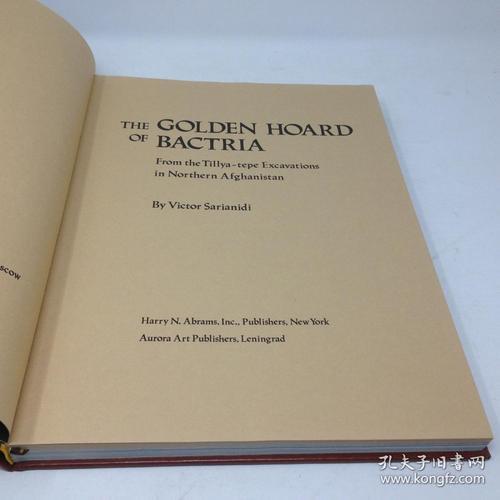 THE GOLDEN HOARD
OF BACTRIA
From the Tillya-tepe Excavations
in Northern Afghanistan
By Victor Sarianidi
Harry N. Abrams, Inc., Publishers, New York
Aurora Art Publishers, Leningrad
SCOW
孔夫子旧书网
www.kongfz.com